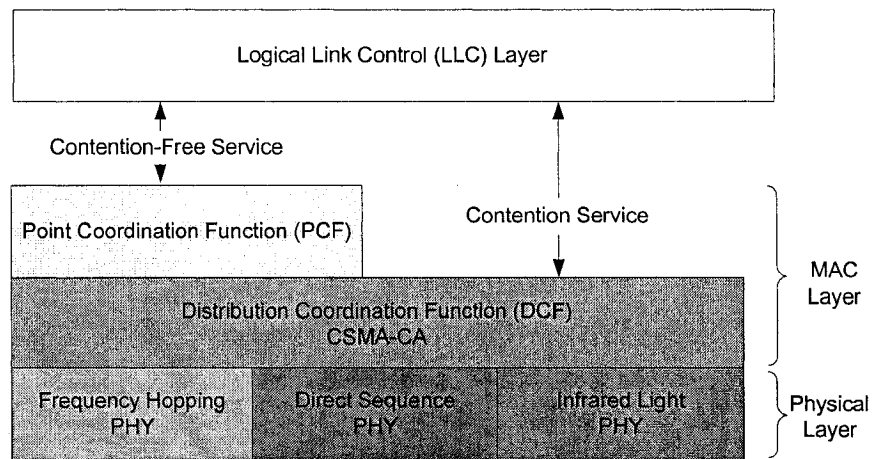 Logical Link Control (LLC) Layer
Contention-Free Service
Contention Service
Point Coordination Function (PCF)
MAC
Layer
Distribution Coordination Function (DCF)
CSMA-CA
Frequency Hopping
PHY
Direct Sequence
PHY
Infrared Light
PHY
Physical
Layer